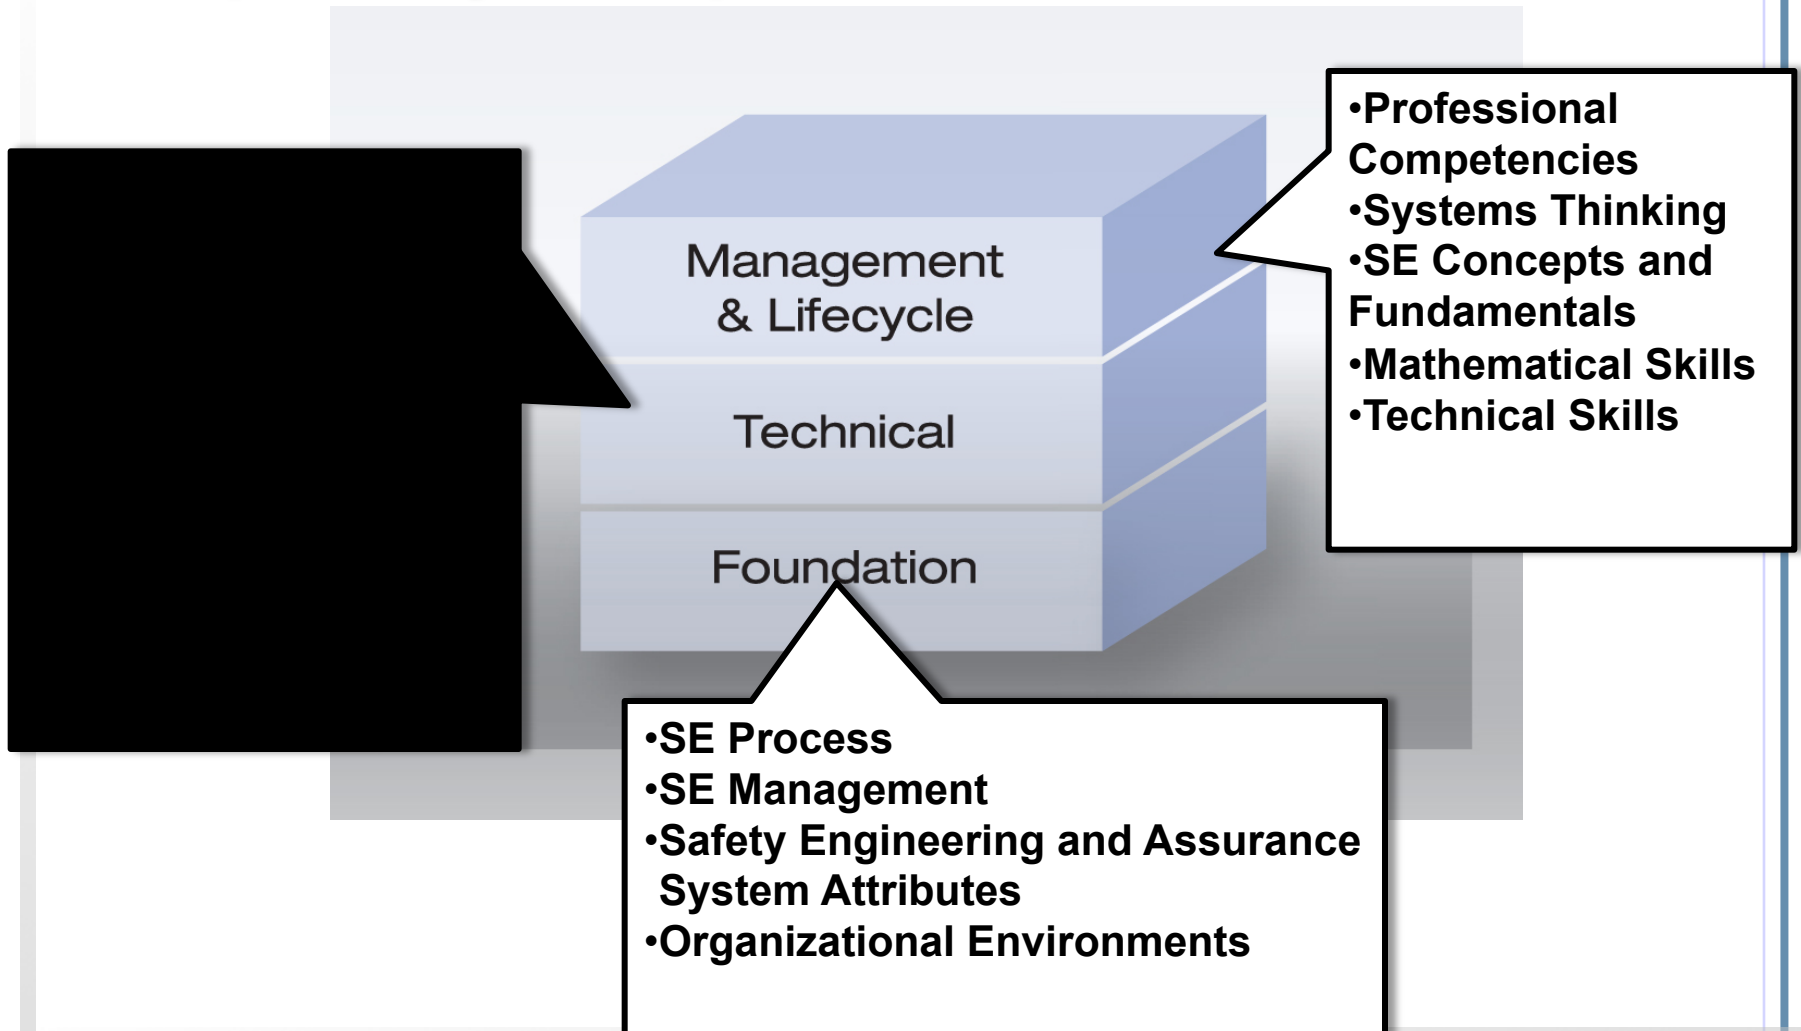 Management
& Lifecycle
Technical
Foundation
•Professional
Competencies
•Systems Thinking
•SE Concepts and
Fundamentals
•Mathematical Skills
•Technical Skills
•SE Process
•SE Management
•Safety Engineering and Assurance
System Attributes
•Organizational Environments